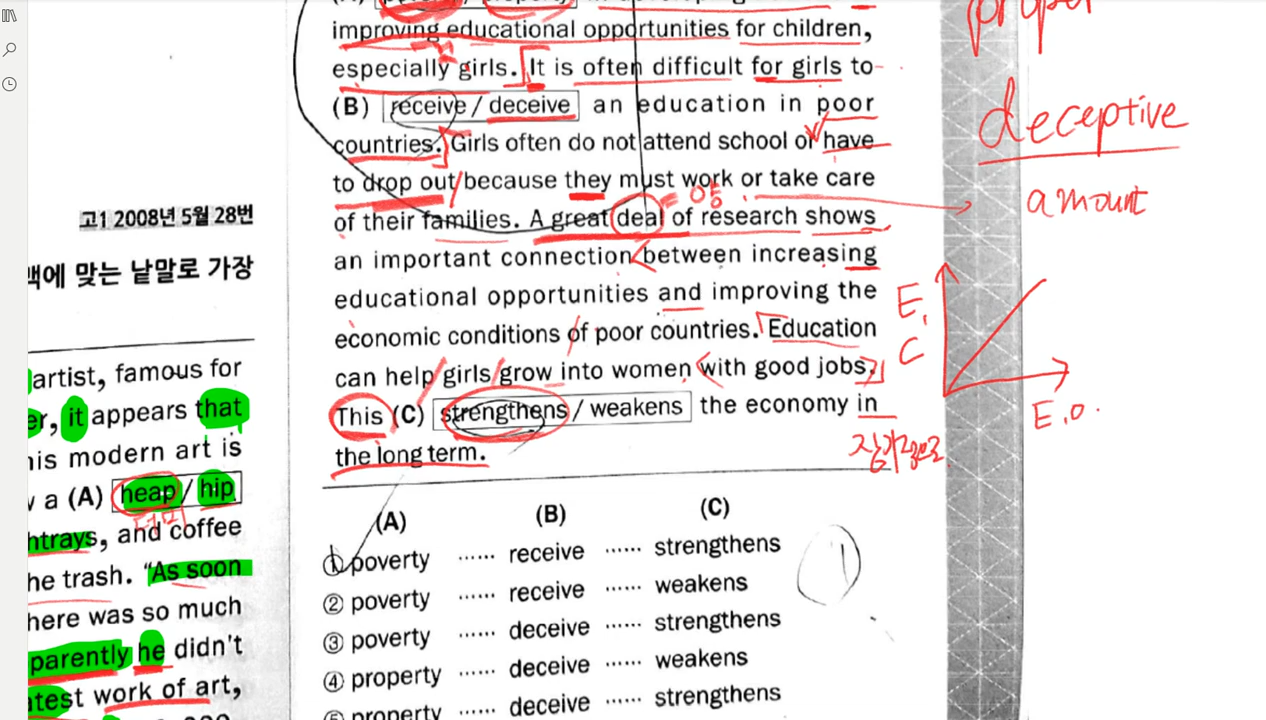 improving educational opportunities for children,
especially girls. It is often difficult for girls to
(B) receive / deceive an education in poor
countries. Girls often do not attend school or have
to drop out because they must work or take care
of their families. A great deal of research shows
an important connection between increasing
educational opportunities and improving the
economic conditions of poor countries. Education
can help girls grow into women with good jobs.
This (C) strengthens / weakens the economy in
the long term.
(A) (B) (C)
① poverty ······ receive ······ strengthens
② poverty ······ receive ······ weakens
③ poverty ······ deceive ······ strengthens
④ property ······ deceive ······ weakens
⑤ property ······ deceive ······ strengthens
고1 2008년 5월 28번
맥에 맞는 낱말로 가장
artist, famous for
er, it appears that
his modern art is
w a (A) heap / hip
더미
htrays, and coffee
he trash. "As soon
here was so much
parently he didn't
atest work of art,
proper
deceptive
= 양
amount
E.
C
E.O.
1